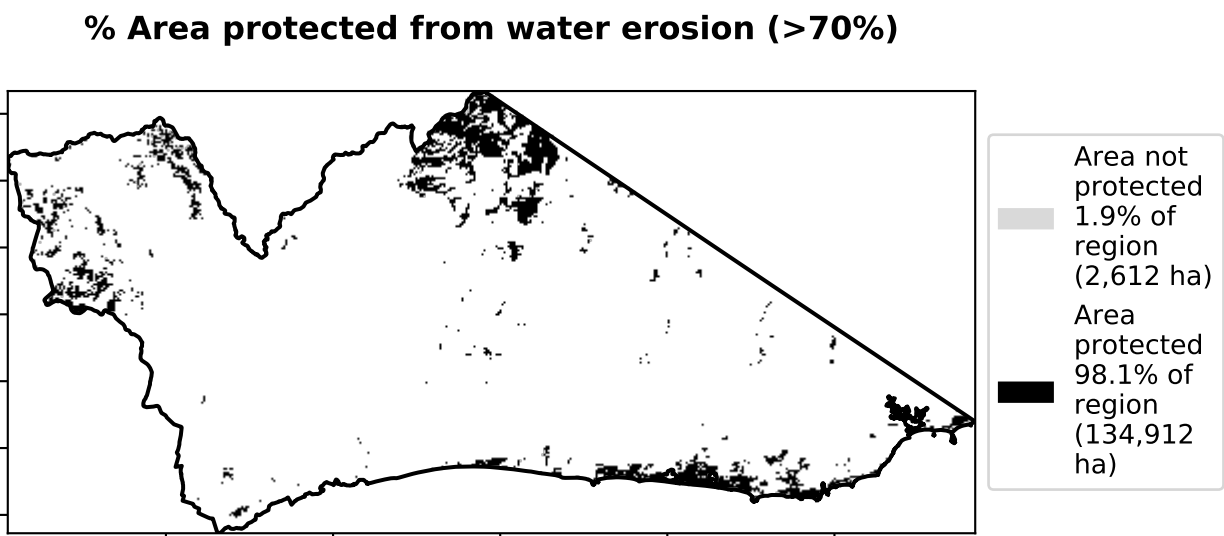 % Area protected from water erosion (>70%)
Area not
protected
1.9% of
region
(2,612 ha)
Area
protected
98.1% of
region
(134,912
ha)